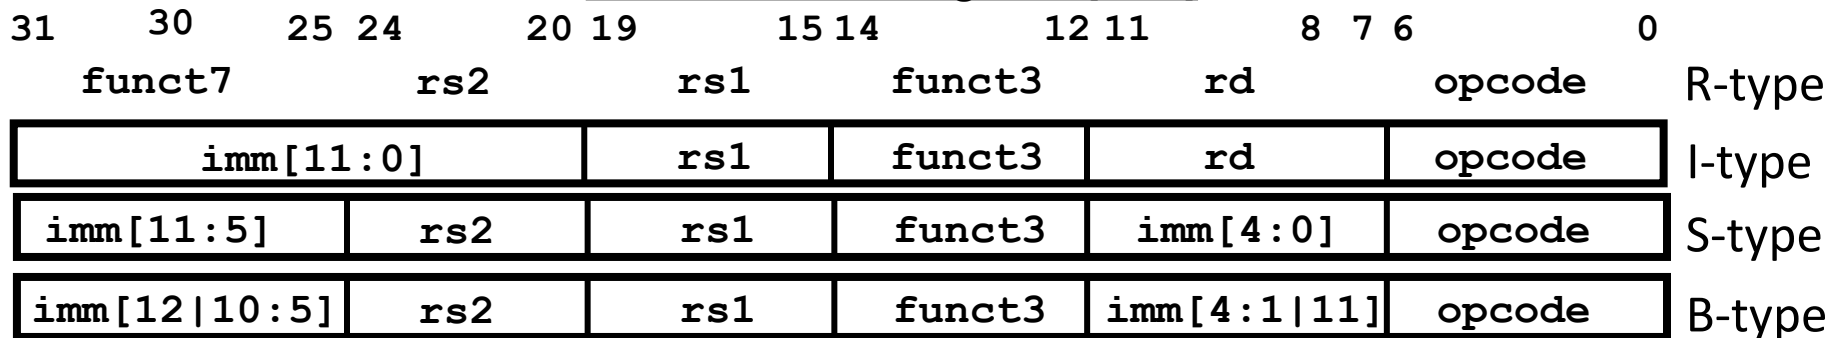 31 30 25 24 20 19 15 14 12 11 8 7 6 0
funct7 rs2 rs1 funct3 rd opcode R-type
imm[11:0] rs1 funct3 rd opcode I-type
imm[11:5] rs2 rs1 funct3 imm[4:0] opcode S-type
imm[12|10:5] rs2 rs1 funct3 imm[4:1|11] opcode B-type